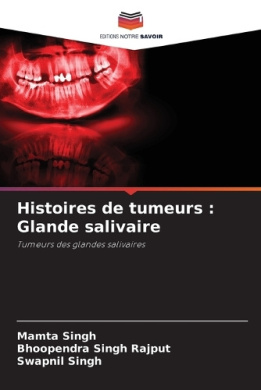 EDITIONS NOTRE SAVOIR
Histoires de tumeurs :
Glande salivaire
Tumeurs des glandes salivaires
Mamta Singh
Bhoopendra Singh Rajput
Swapnil Singh